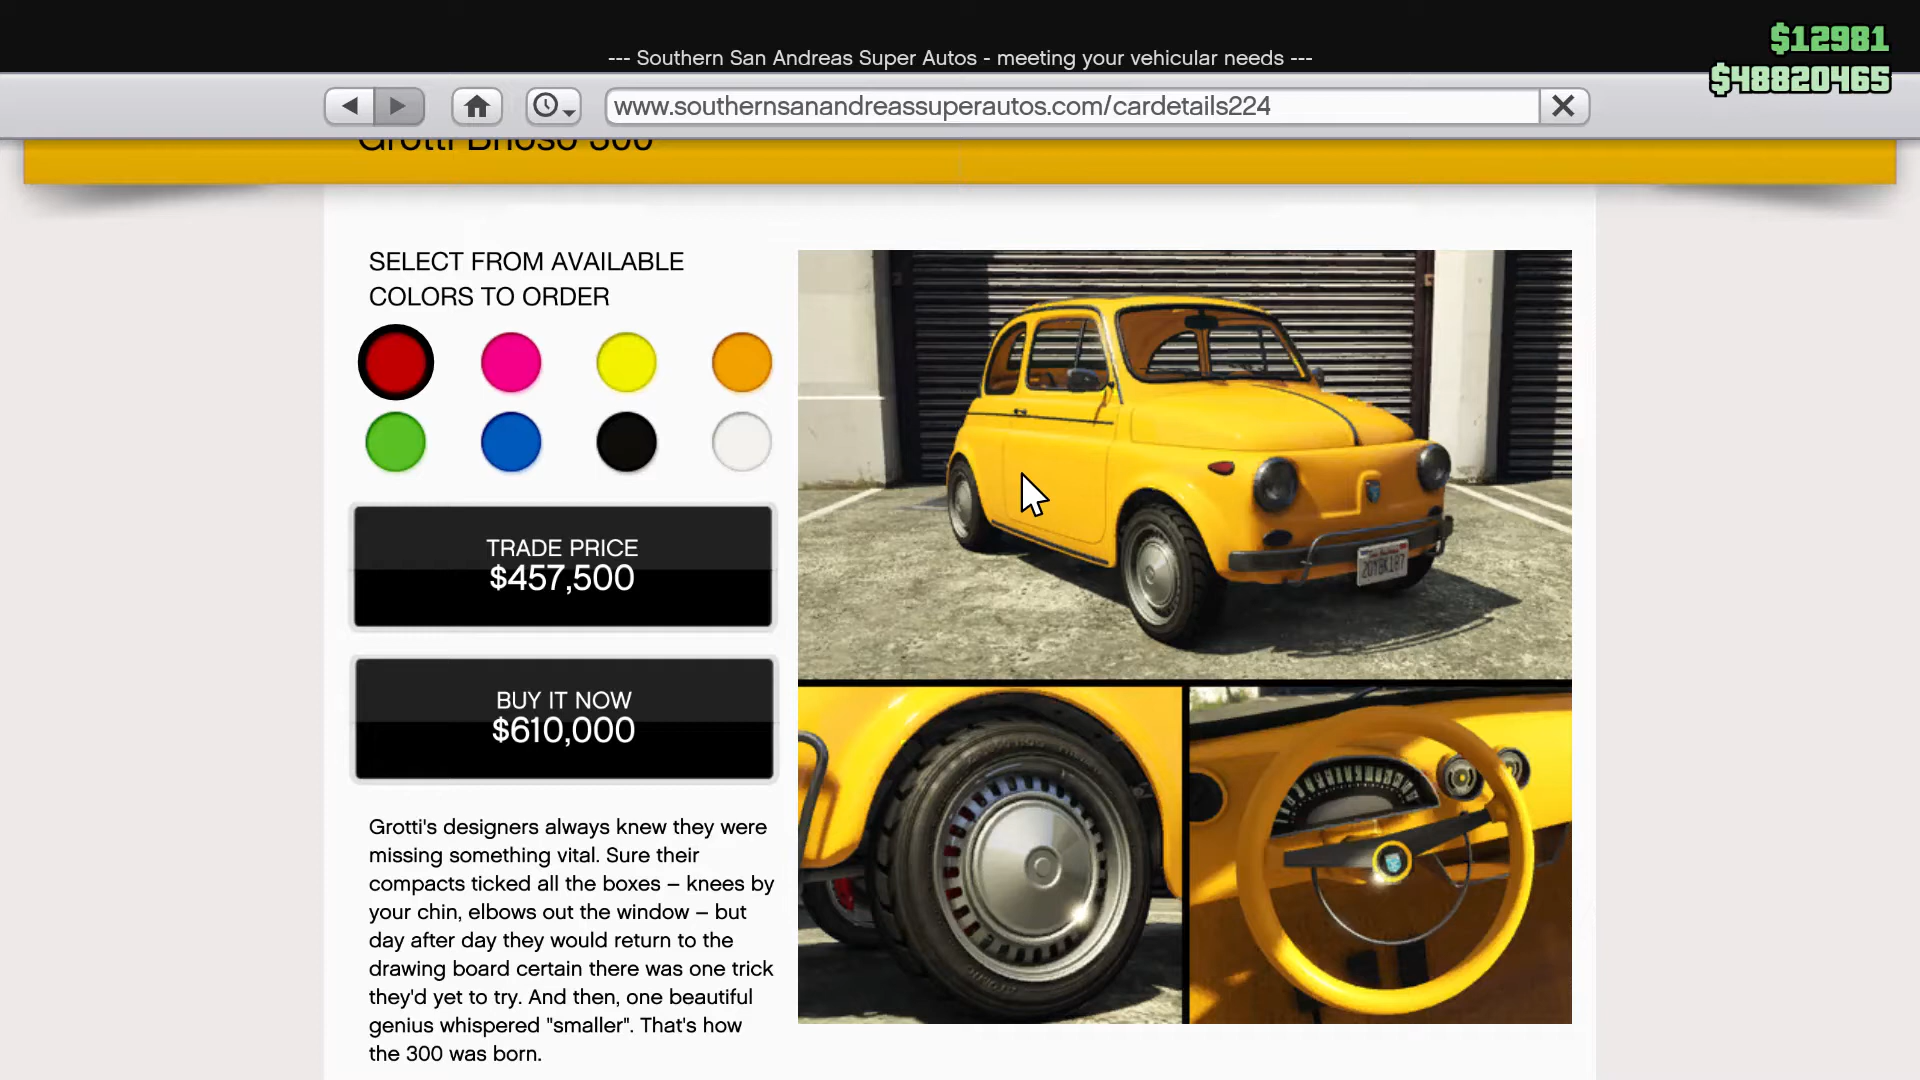 --- Southern San Andreas Super Autos - meeting your vehicular needs ---
$12981
$48820465
www.southernsanandreassuperautos.com/cardetails224
Grotti Brioso 300
SELECT FROM AVAILABLE
COLORS TO ORDER
TRADE PRICE
$457,500
BUY IT NOW
$610,000
Grotti's designers always knew they were
missing something vital. Sure their
compacts ticked all the boxes – knees by
your chin, elbows out the window – but
day after day they would return to the
drawing board certain there was one trick
they'd yet to try. And then, one beautiful
genius whispered "smaller". That's how
the 300 was born.